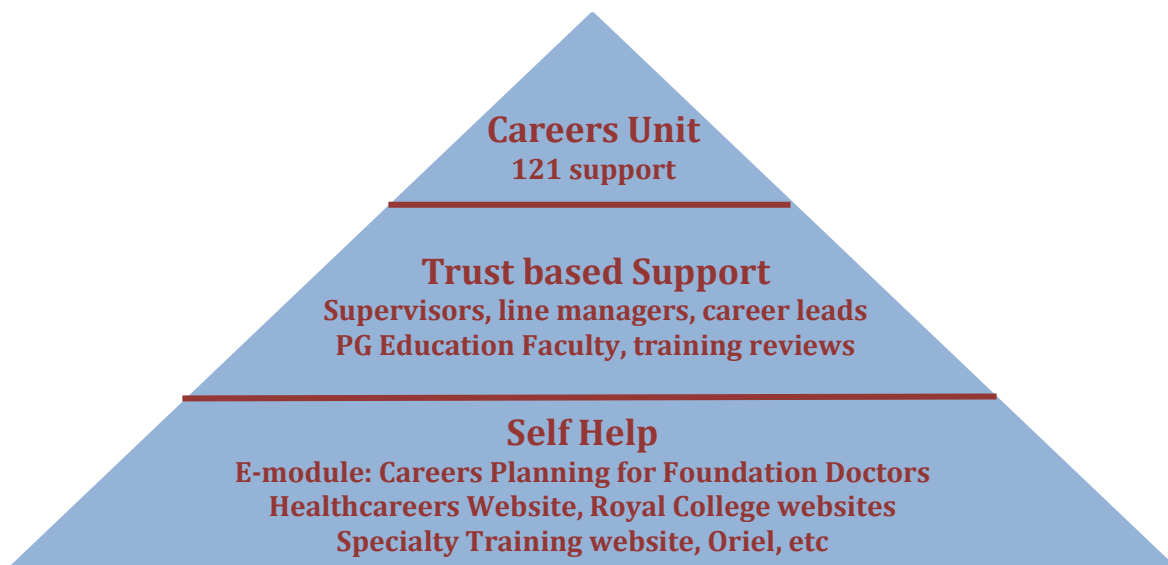 Careers Unit
121 support
Trust based Support
Supervisors, line managers, career leads
PG Education Faculty, training reviews
Self Help
E-module: Careers Planning for Foundation Doctors
Healthcareers Website, Royal College websites
Specialty Training website, Oriel, etc